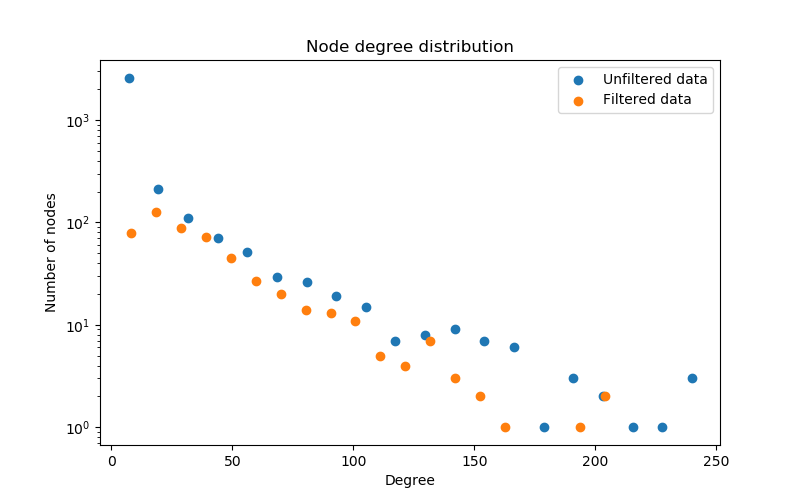 Node degree distribution
Unfiltered data
Filtered data
Number of nodes
10³
10²
10¹
10⁰
0 50 100 150 200 250
Degree